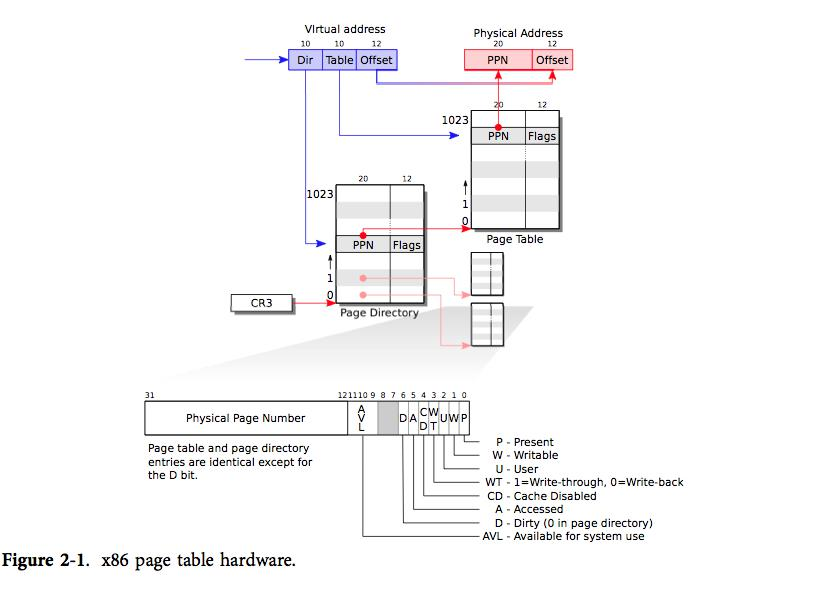 VIrtual address
10 10 12
Dir Table Offset
Physical Address
20 12
PPN Offset
20 12
1023
PPN Flags
1
0
Page Table
20 12
1023
PPN Flags
1
0
CR3
Page Directory
31 12 11 10 9 8 7 6 5 4 3 2 1 0
Physical Page Number
A
V
L
D A C D W T U W P
Page table and page directory
entries are identical except for
the D bit.
P - Present
W - Writable
U - User
WT - 1=Write-through, 0=Write-back
CD - Cache Disabled
A - Accessed
D - Dirty (0 in page directory)
AVL - Available for system use
Figure 2-1. x86 page table hardware.